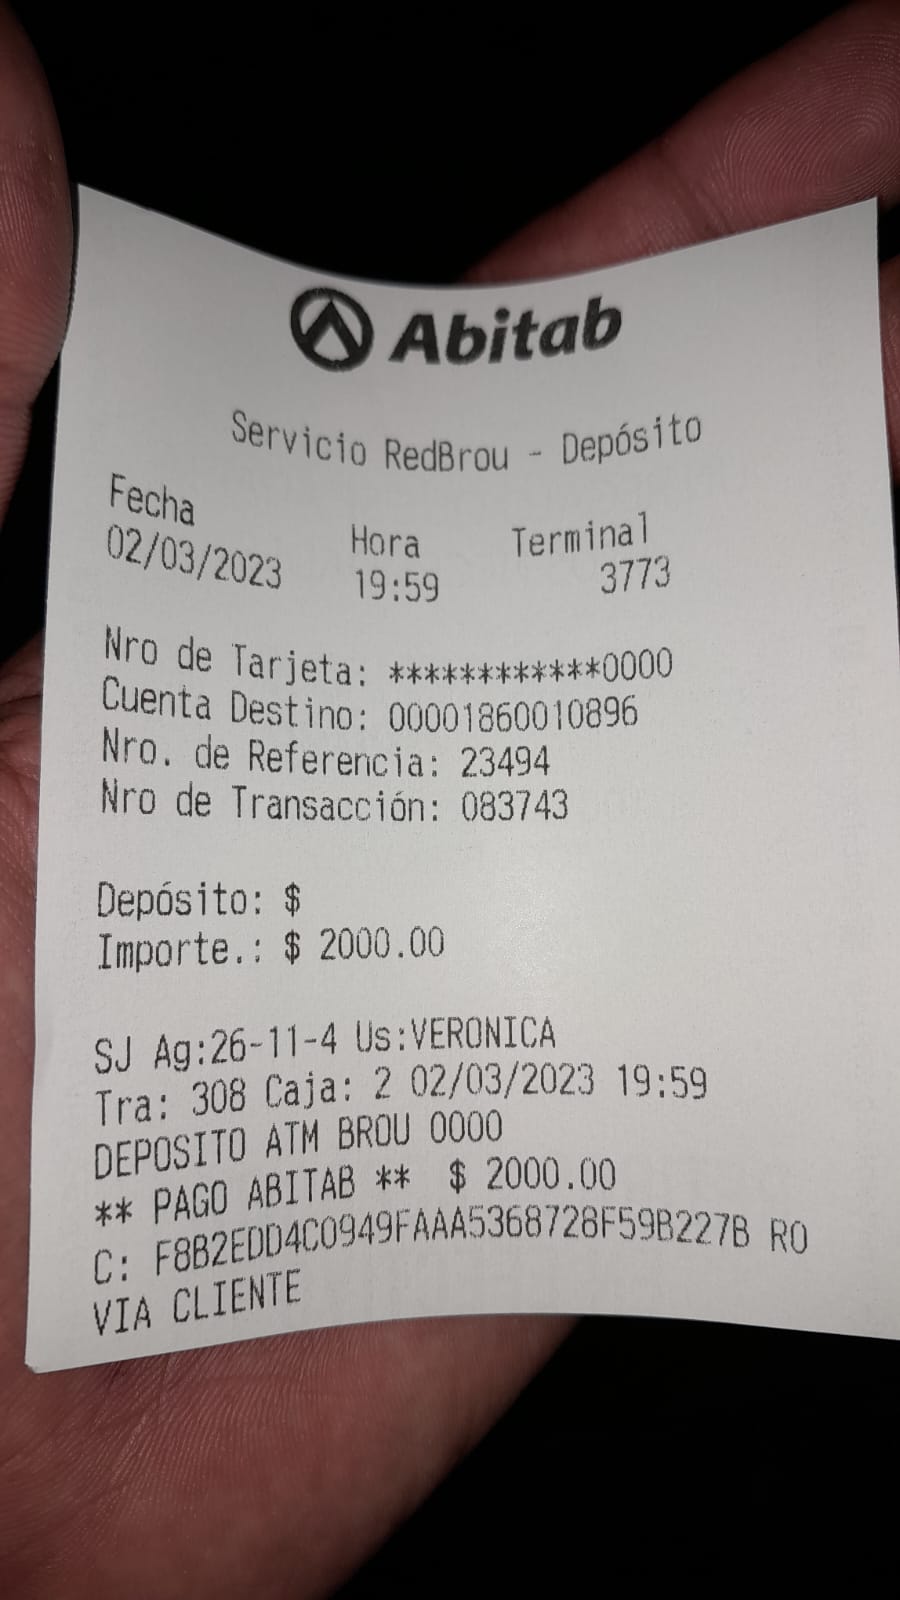 Abitab
Servicio RedBrou - Depósito
Fecha Hora Terminal
02/03/2023 19:59 3773
Nro de Tarjeta: ************0000
Cuenta Destino: 00001860010896
Nro. de Referencia: 23494
Nro de Transacción: 083743
Depósito: $
Importe.: $ 2000.00
SJ Ag:26-11-4 Us:VERONICA
Tra: 308 Caja: 2 02/03/2023 19:59
DEPOSITO ATM BROU 0000
** PAGO ABITAB ** $ 2000.00
C: F8B2EDD4C0949FAAA5368728F59B227B RO
VIA CLIENTE